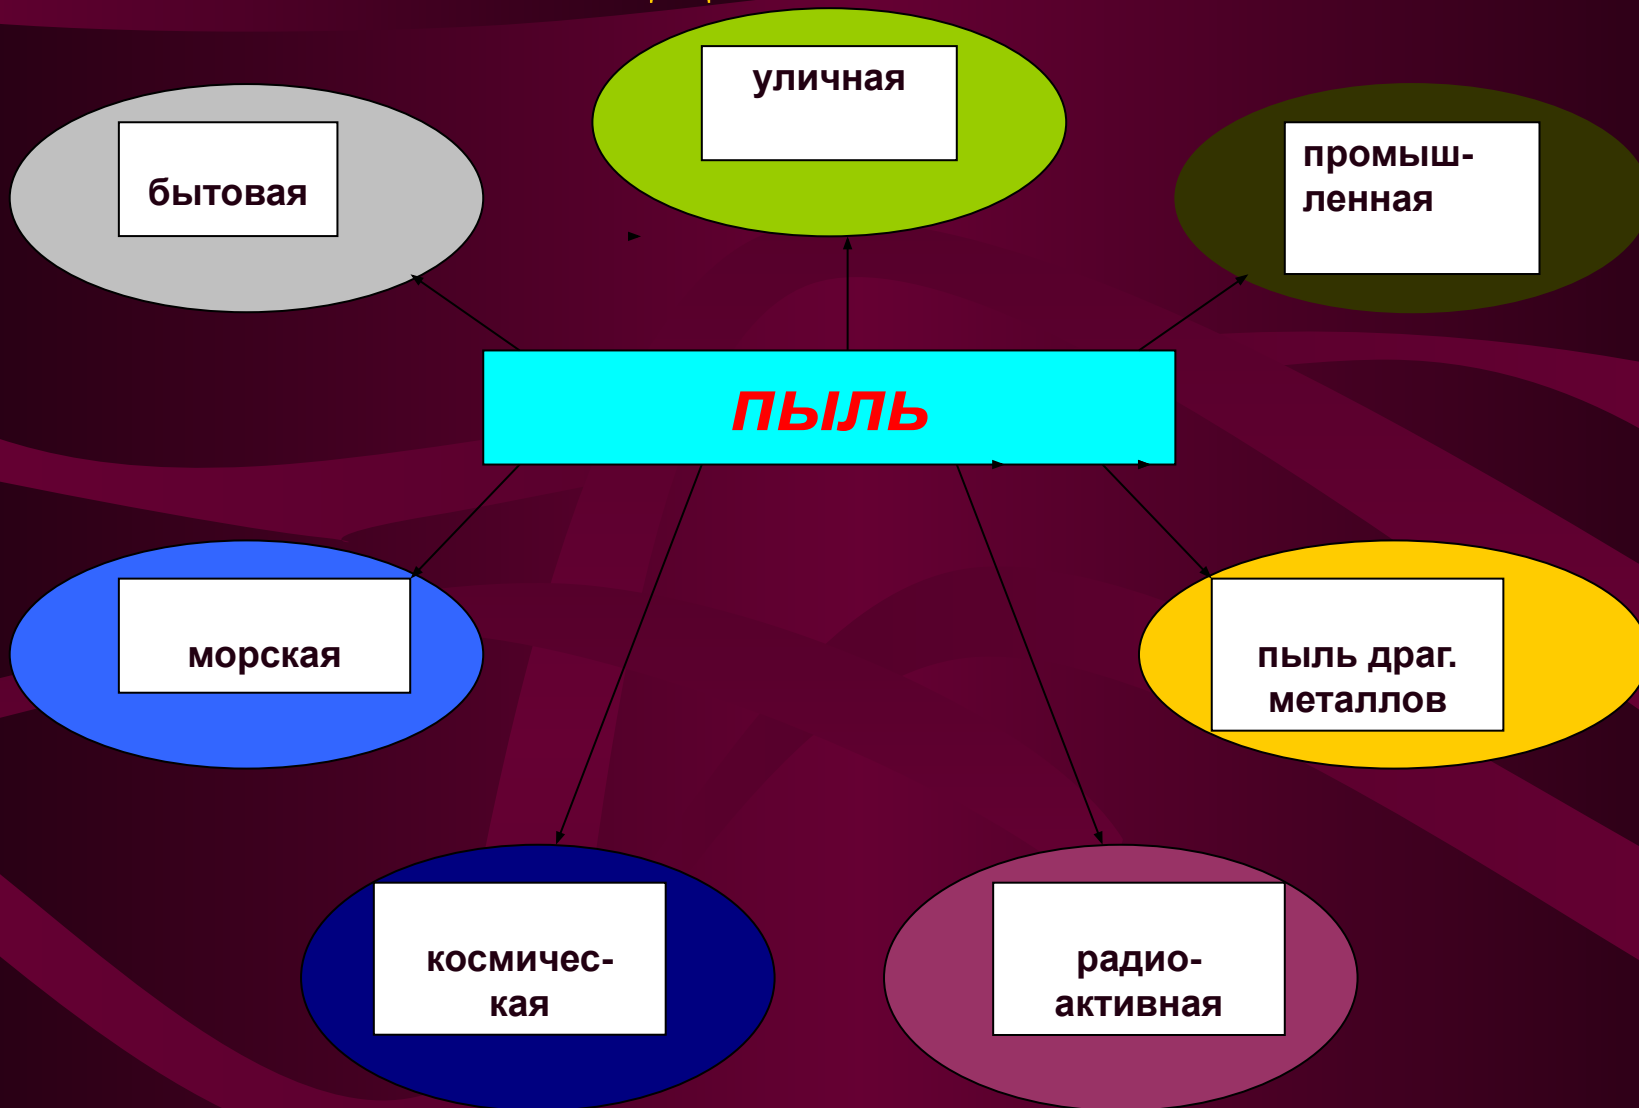 уличная
бытовая
промыш-
ленная
пыль
морская
пыль драг.
металлов
космичес-
кая
радио-
активная